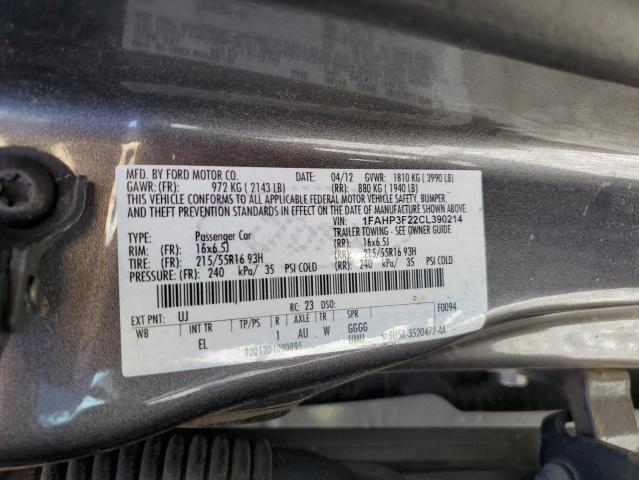 MFD. BY FORD MOTOR CO. DATE: 04/12 GVWR: 1810 KG ( 3990 LB)
GAWR: (FR): 972 KG ( 2143 LB) (RR): 880 KG ( 1940 LB)
THIS VEHICLE CONFORMS TO ALL APPLICABLE FEDERAL MOTOR VEHICLE SAFETY, BUMPER,
AND THEFT PREVENTION STANDARDS IN EFFECT ON THE DATE OF MANUFACTURE SHOWN ABOVE.
VIN: 1FAHP3F22CL390214
TYPE: Passenger Car TRAILER TOWING - SEE OWNER GUIDE
RIM: (FR): 16x6.5J (RR): 16x6.5J
TIRE: (FR): 215/55R16 93H (RR): 215/55R16 93H
PRESSURE: (FR): 240 kPa/ 35 PSI COLD (RR): 240 kPa/ 35 PSI COLD
EXT PNT: UJ RC: 23 DSO: F0094
WB INT TR TP/PS R AXLE TR SPR
EL 1 AU W GGGG
1201204090895 UMU